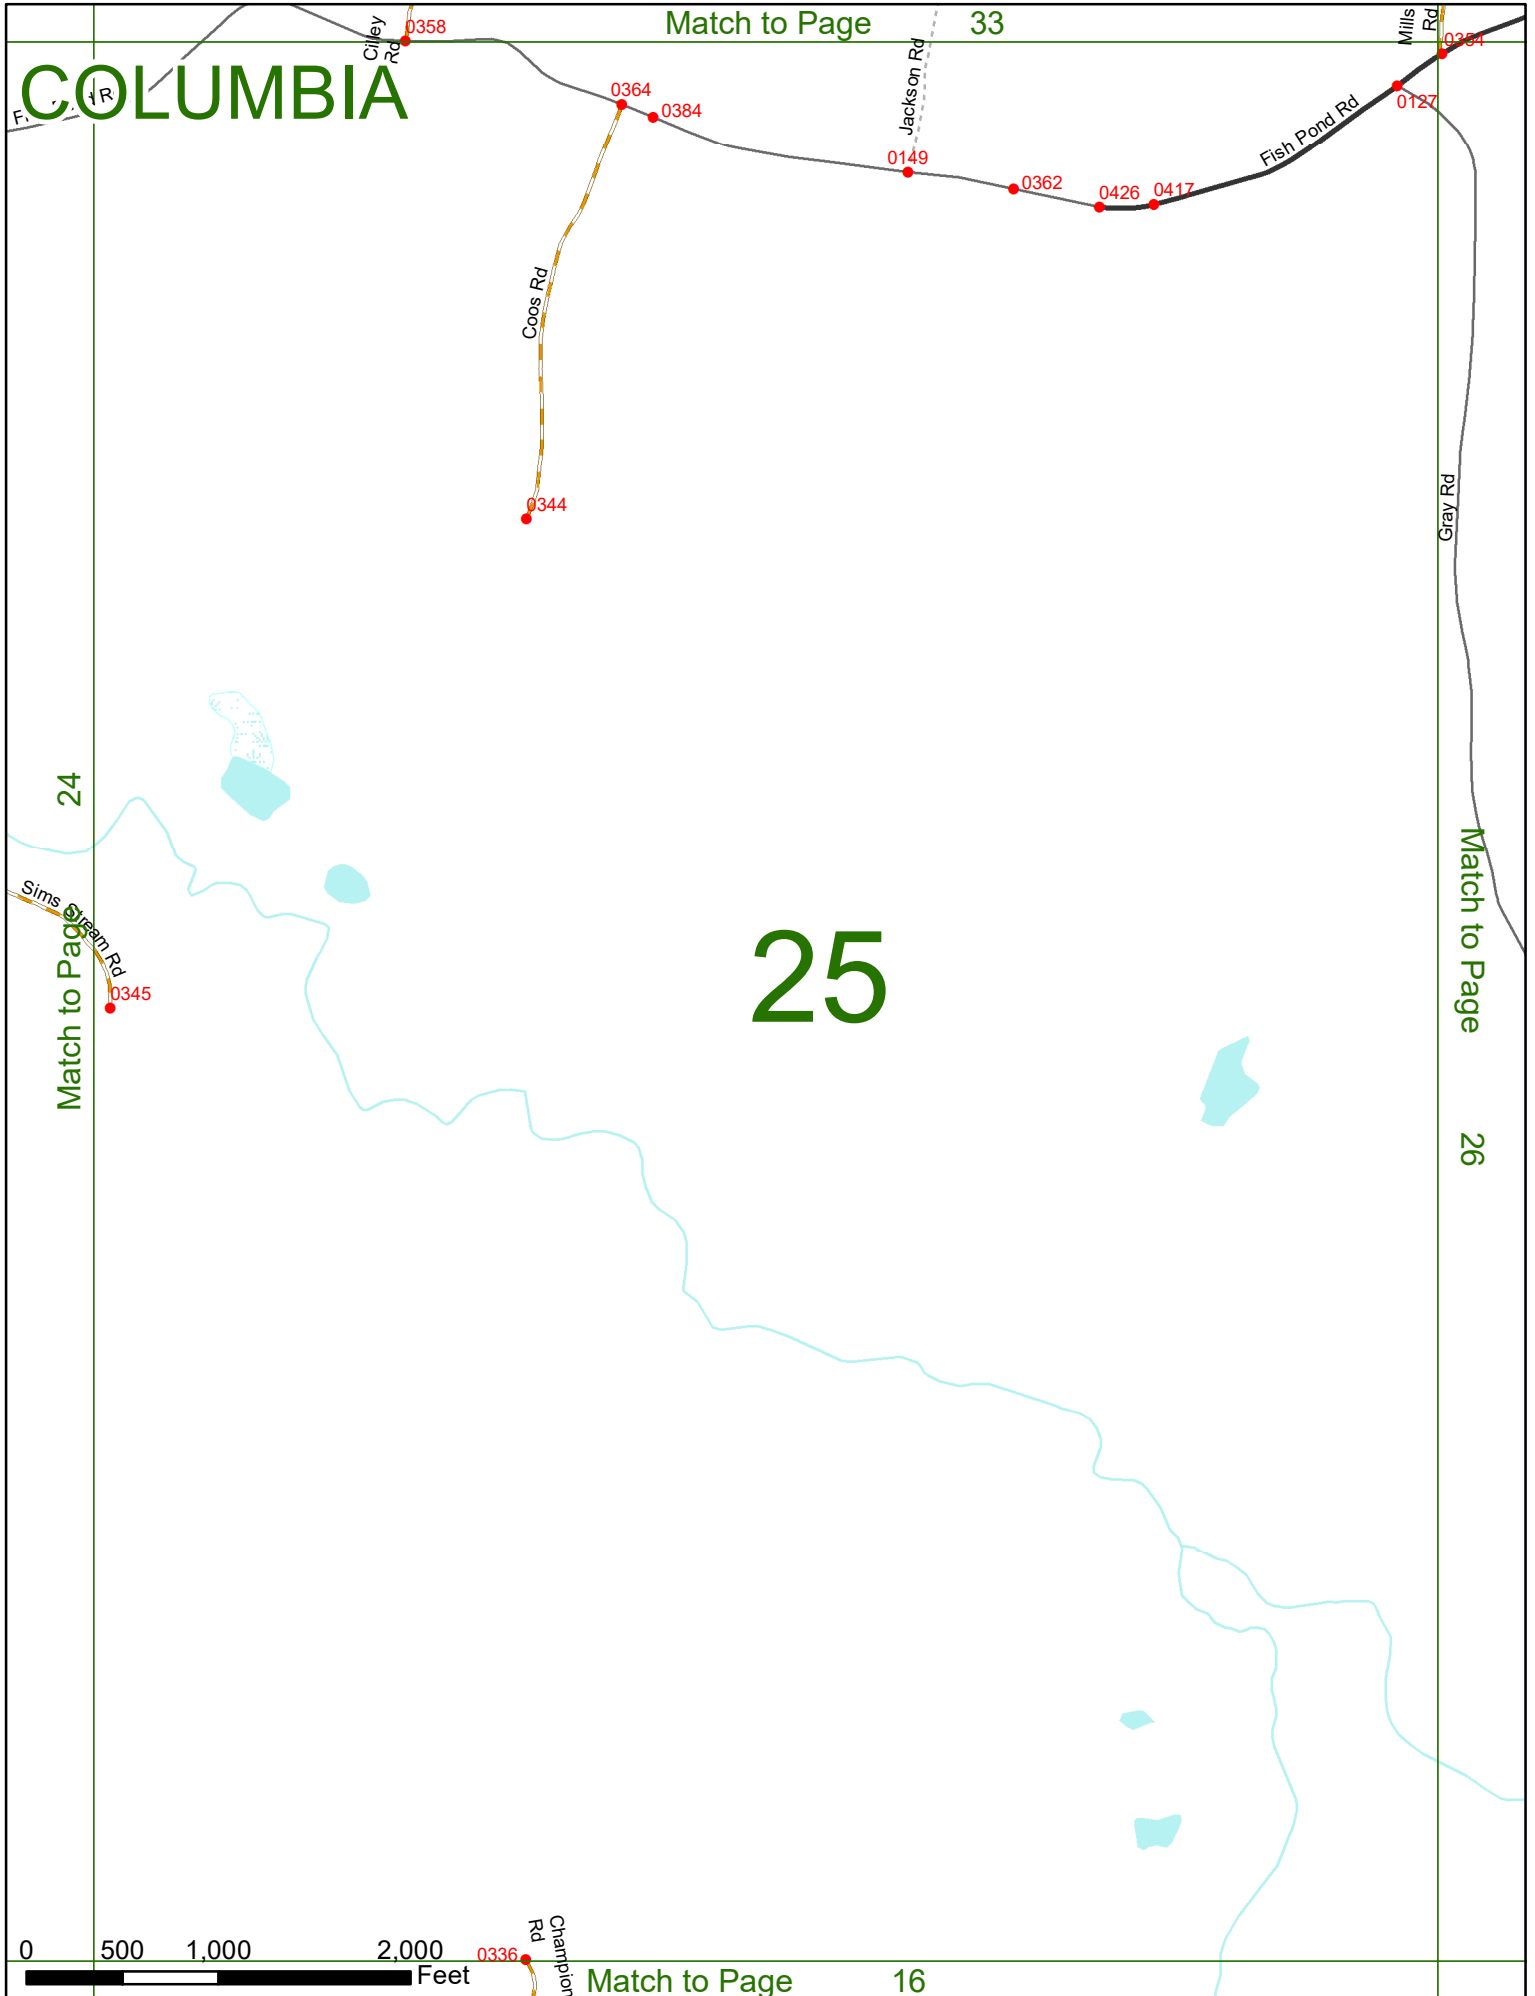 Match to Page 33
Cilley
Rd
0358
Mills
Rd
0354
COLUMBIA
0364
0384
Jackson Rd
0127
Fish Pond Rd
0149
0362
0426
0417
Coos Rd
0344
Gray Rd
Match to Page 24
Sims Stream Rd
0345
25
Match to Page 26
0336
Champion
Rd
0 500 1,000 2,000
Feet
Match to Page 16